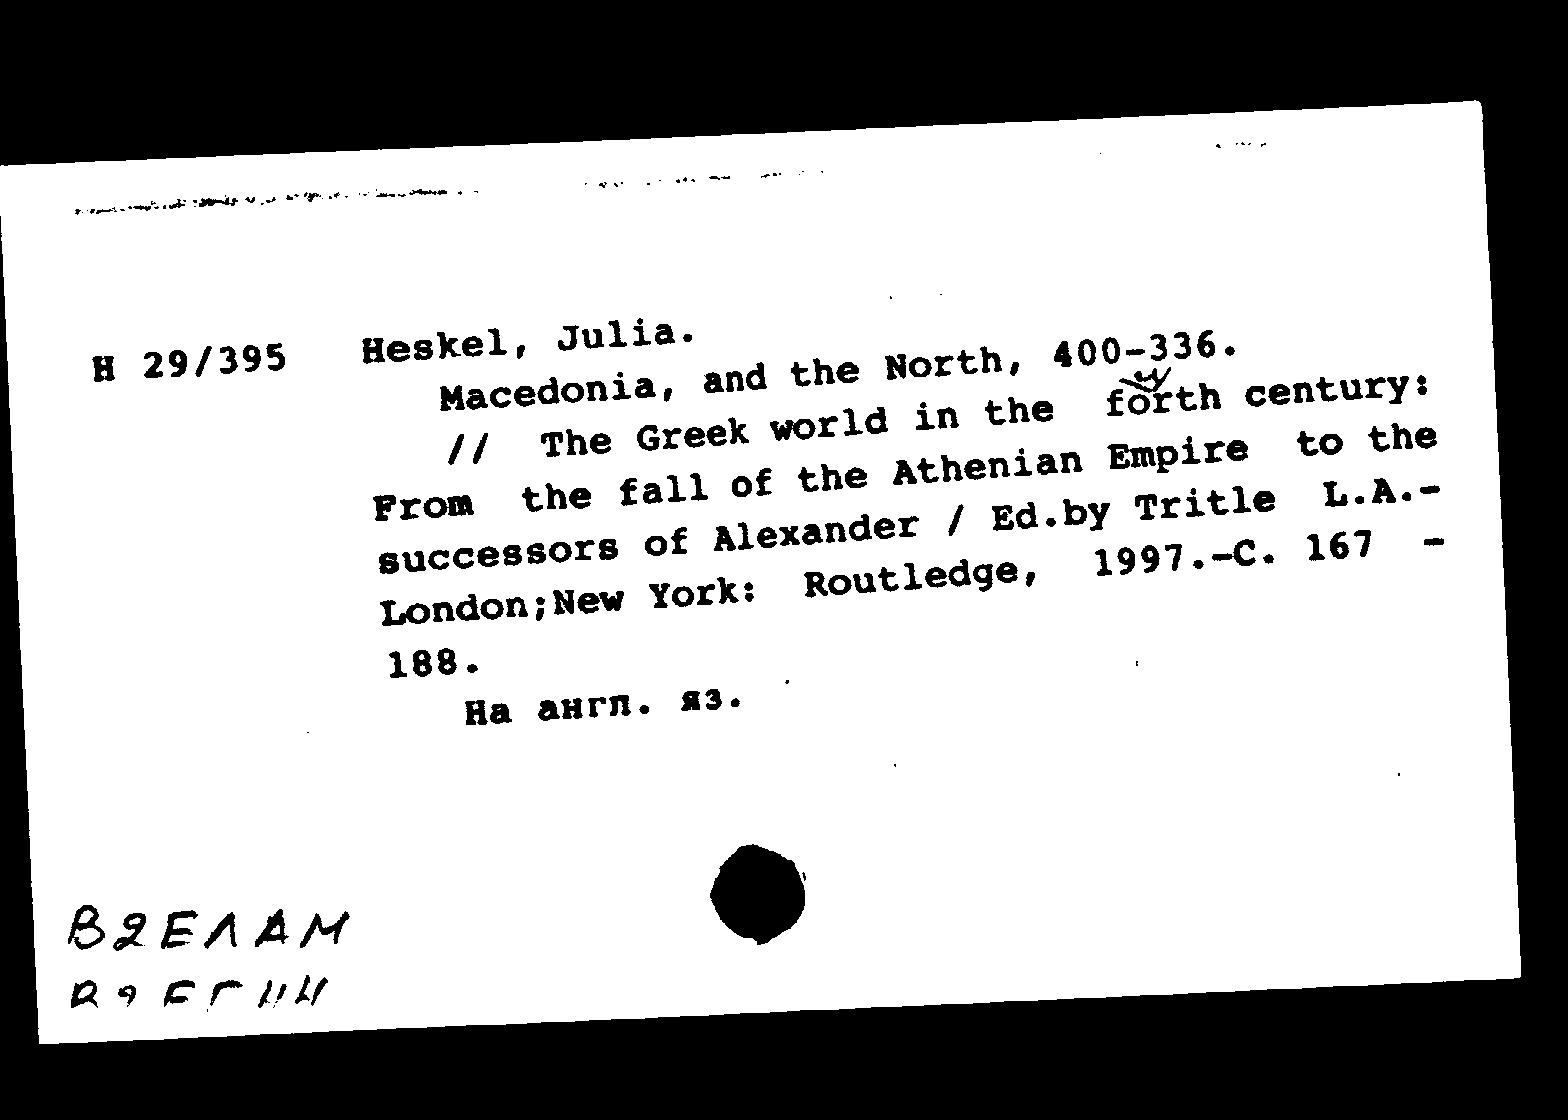 H 29/395 Heskel, Julia.
Macedonia, and the North, 400-336.
// The Greek world in the forth century:
From the fall of the Athenian Empire to the
successors of Alexander / Ed.by Tritle L.A.-
London;New York: Routledge, 1997.-C. 167 -
188.
На англ. яз.
В2ЕЛАМ